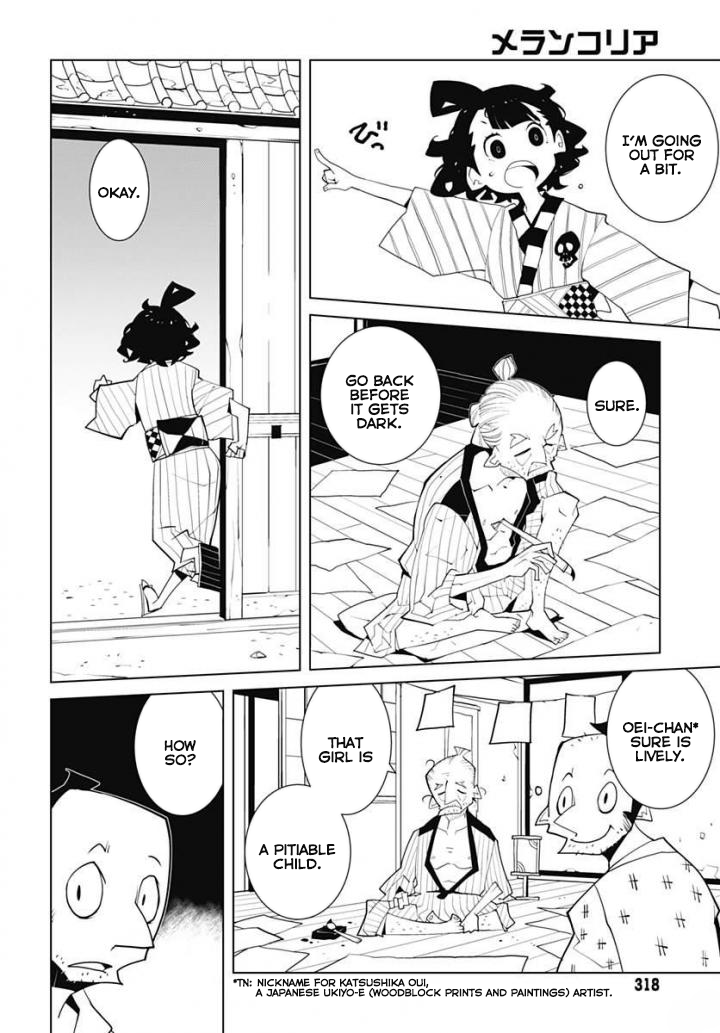 メランコリア
I'M GOING
OUT FOR
A BIT.
びっ
SURE.
GO BACK
BEFORE
IT GETS
DARK.
OKAY.
OEI-CHAN*
SURE IS
LIVELY.
THAT
GIRL IS
A PITIABLE
CHILD.
HOW
SO?
*TN: NICKNAME FOR KATSUSHIKA OUI,
A JAPANESE UKIYO-E (WOODBLOCK PRINTS AND PAINTINGS) ARTIST.
318